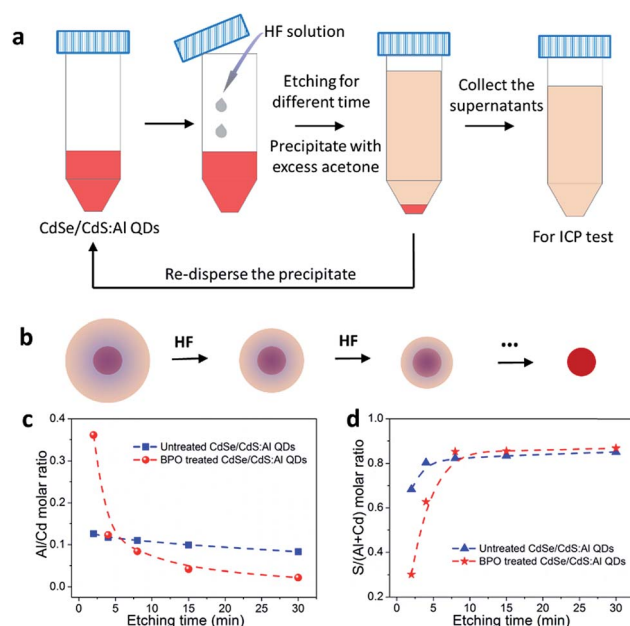 a
HF solution
Etching for
different time
Precipitate with
excess acetone
Collect the
supernatants
CdSe/CdS:Al QDs
For ICP test
Re-disperse the precipitate
b
HF
HF
...
c
0.4
0.3
0.2
0.1
0.0
Al/Cd molar ratio
Untreated CdSe/CdS:Al QDs
BPO treated CdSe/CdS:Al QDs
0 5 10 15 20 25 30
Etching time (min)
d
1.0
0.8
0.6
0.4
0.2
S/(Al+Cd) molar ratio
Untreated CdSe/CdS:Al QDs
BPO treated CdSe/CdS:Al QDs
0 5 10 15 20 25 30
Etching time (min)